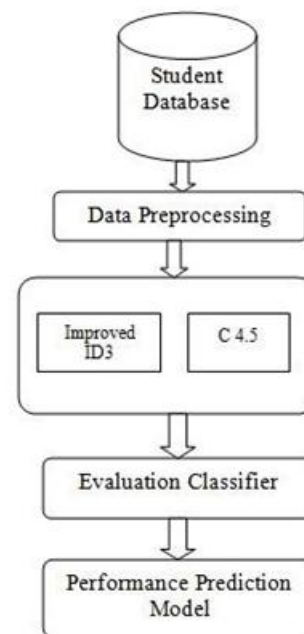 Student
Database
Data Preprocessing
Improved
ID3
C 4.5
Evaluation Classifier
Performance Prediction
Model